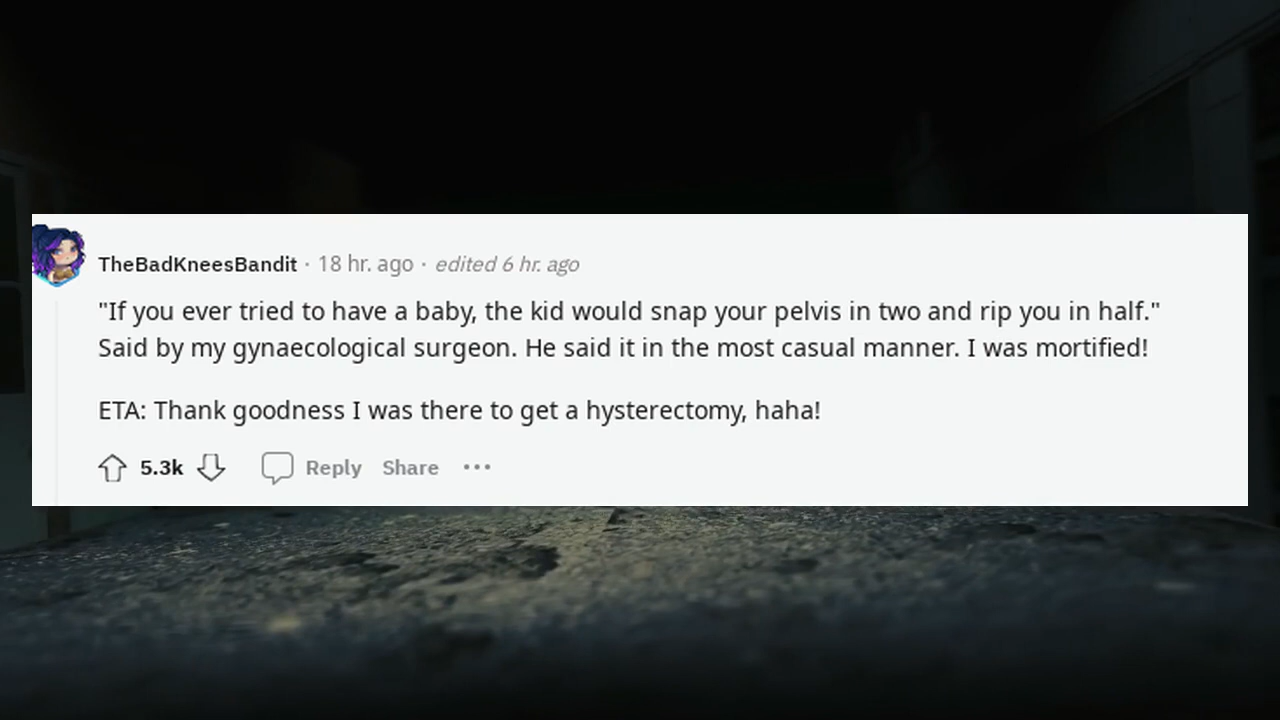 TheBadKneesBandit · 18 hr. ago · edited 6 hr. ago
"If you ever tried to have a baby, the kid would snap your pelvis in two and rip you in half."
Said by my gynaecological surgeon. He said it in the most casual manner. I was mortified!
ETA: Thank goodness I was there to get a hysterectomy, haha!
5.3k Reply Share •••